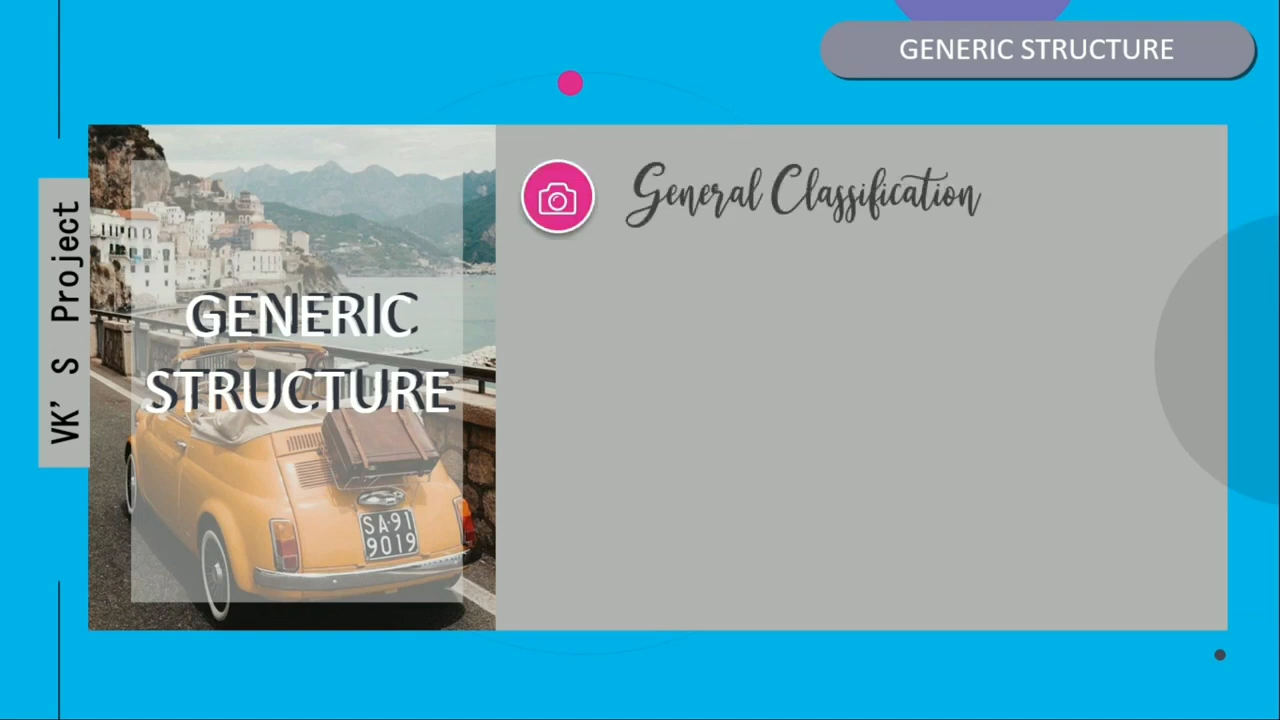 GENERIC STRUCTURE
VK'S Project
General Classification
GENERIC
STRUCTURE
SA·91
9019